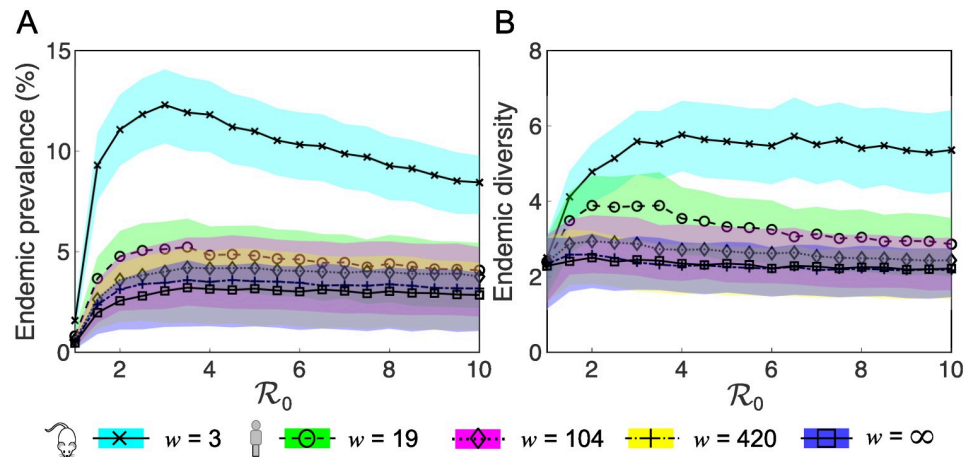 A
B
Endemic prevalence (%)
15
10
5
0
2
4
6
8
10
R0
Endemic diversity
8
6
4
2
0
2
4
6
8
10
R0
w = 3
w = 19
w = 104
w = 420
w = ∞